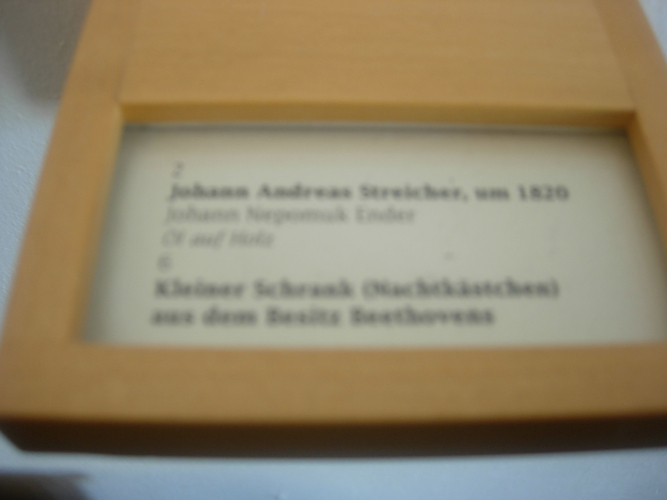 2
Johann Andreas Streicher, um 1820
Johann Nepomuk Ender
Öl auf Holz
6
Kleiner Schrank (Nachtkästchen)
aus dem Besitz Beethovens